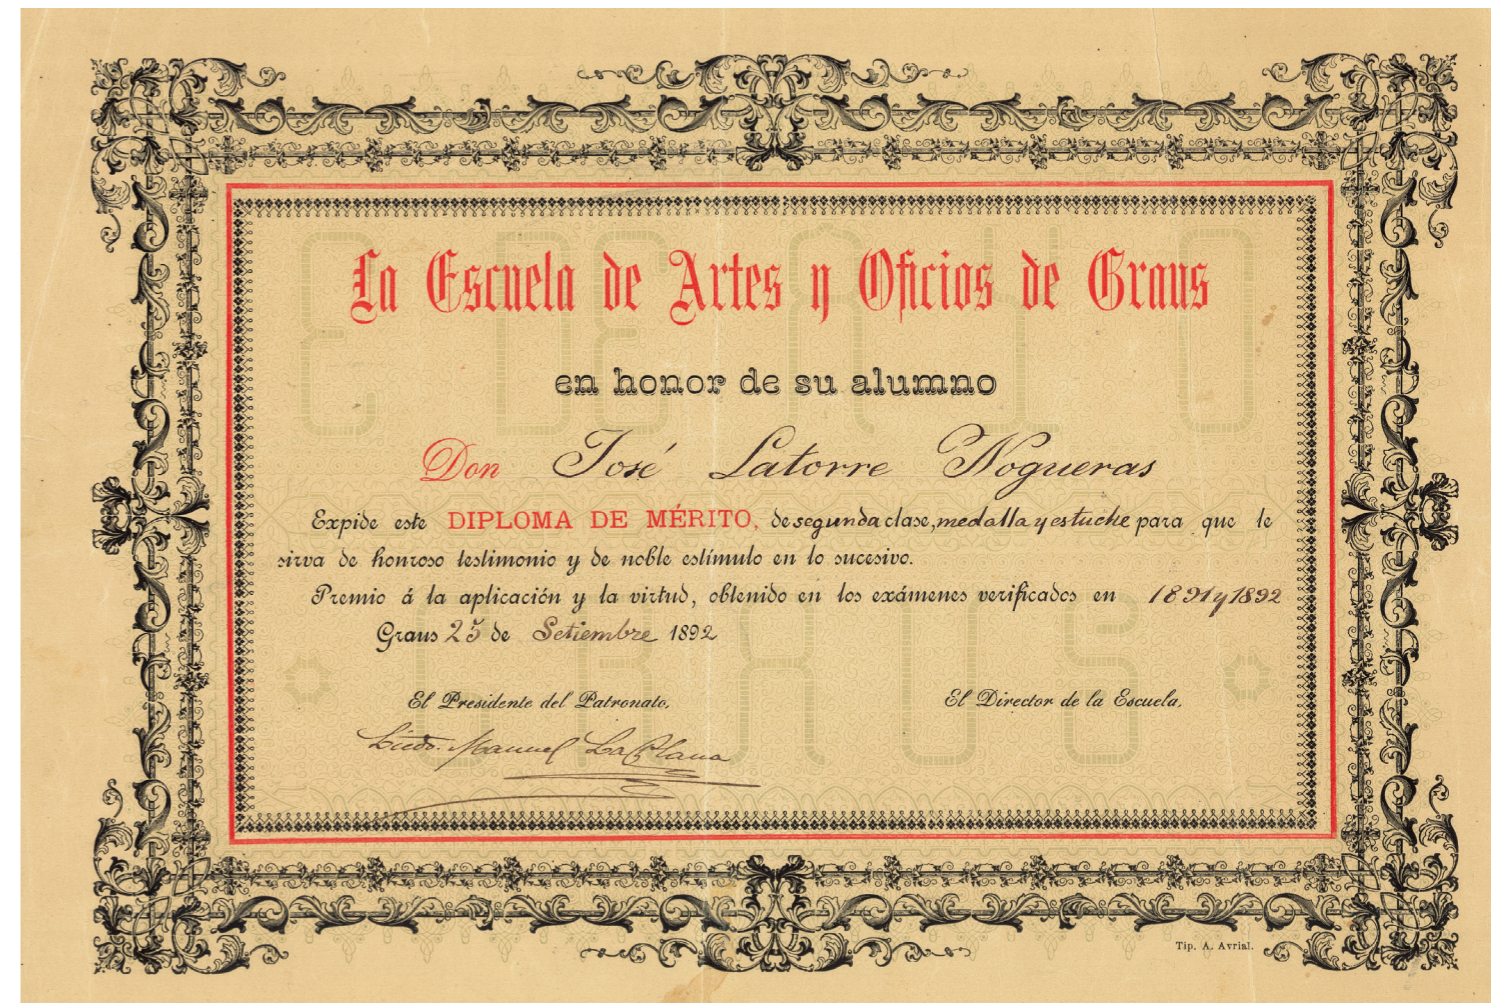 La Escuela de Artes y Oficios de Graus
en honor de su alumno
Don José Latorre Nogueras
Expide este DIPLOMA DE MÉRITO, de segunda clase, medalla y estuche para que le
sirva de honroso testimonio y de noble estímulo en lo sucesivo.
Premio á la aplicación y la virtud, obtenido en los exámenes verificados en 1891 y 1892
Graus 25 de Setiembre 1892
El Presidente del Patronato,
El Director de la Escuela,
Licdo. Manuel
Tip. A. Avrial.